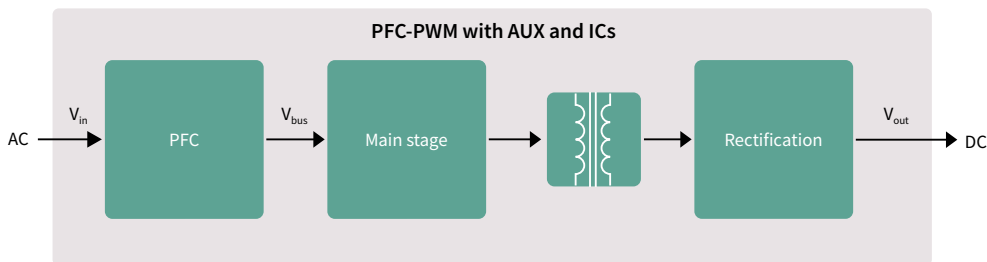 PFC-PWM with AUX and ICs
AC
Vin
PFC
Vbus
Main stage
Rectification
Vout
DC